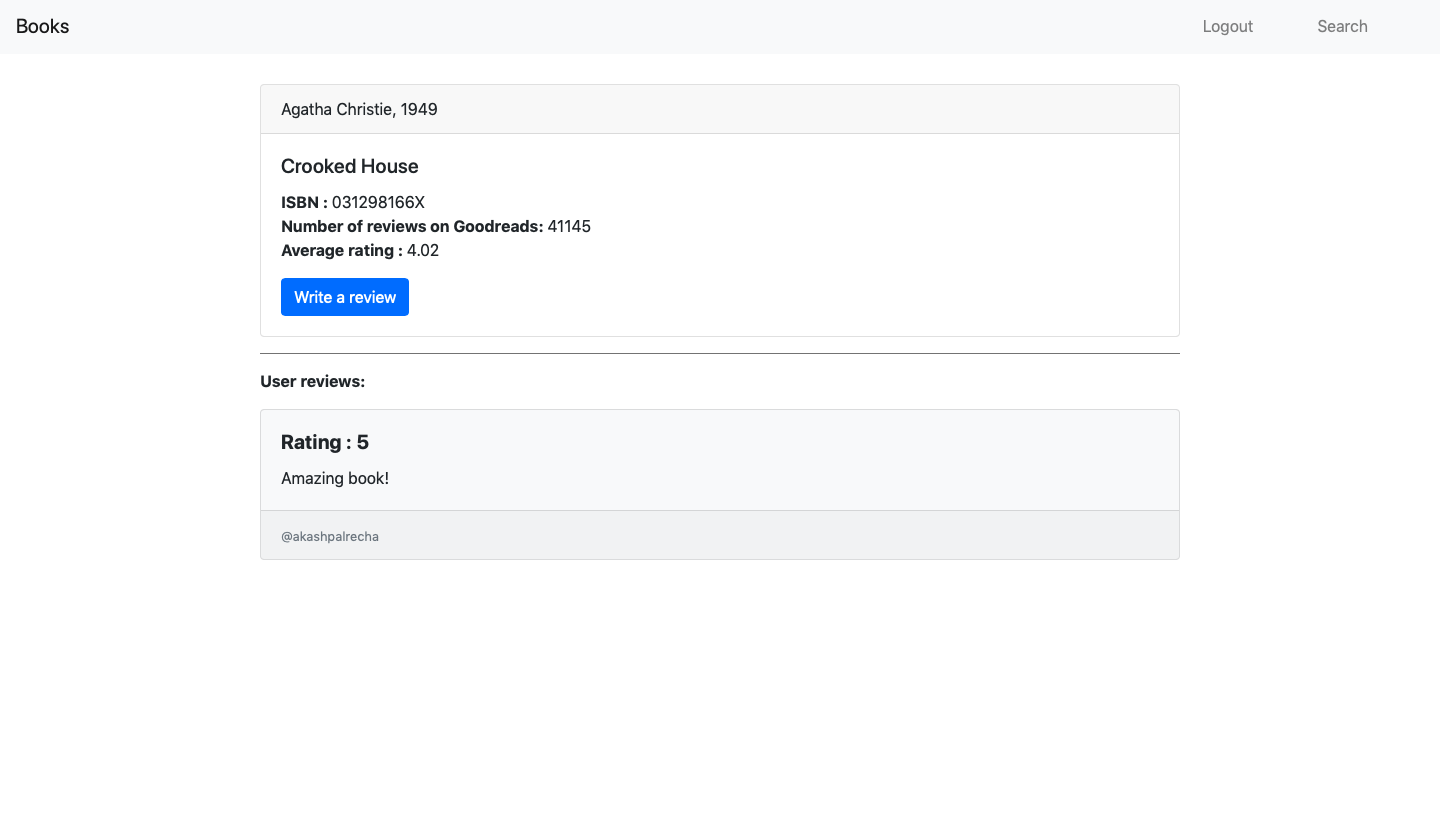 Books
Logout
Search
Agatha Christie, 1949
Crooked House
ISBN : 031298166X
Number of reviews on Goodreads: 41145
Average rating : 4.02
Write a review
User reviews:
Rating : 5
Amazing book!
@akashpalrecha